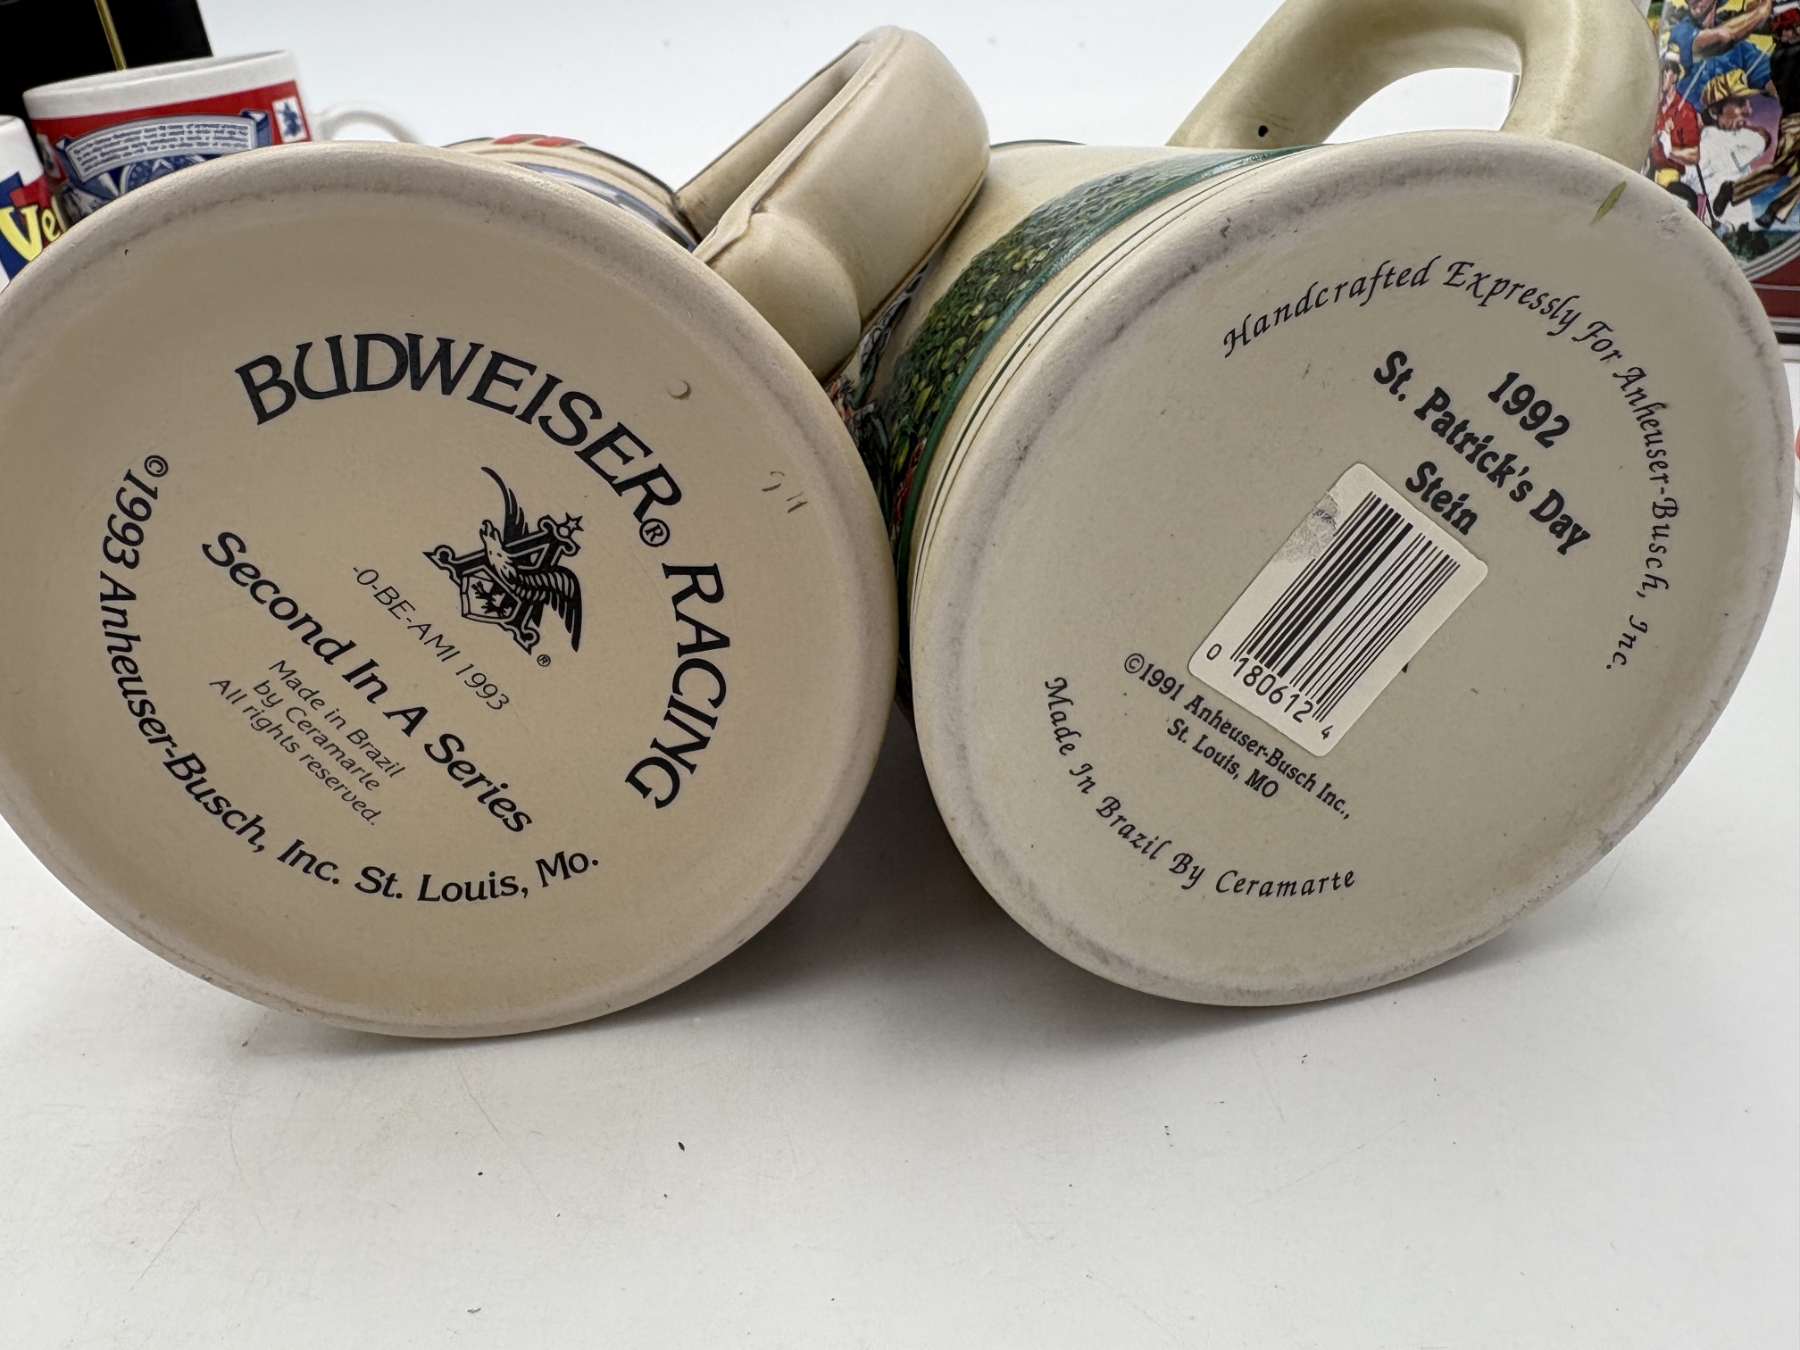 BUDWEISER® RACING
-0-BE-AMI 1993
Second In A Series
Made in Brazil
by Ceramarte
All rights reserved.
©1993 Anheuser-Busch, Inc. St. Louis, Mo.
Handcrafted Expressly For Anheuser-Busch, Inc.
1992
St. Patrick's Day
Stein
0 180612 4
©1991 Anheuser-Busch Inc.,
St. Louis, MO
Made In Brazil By Ceramarte